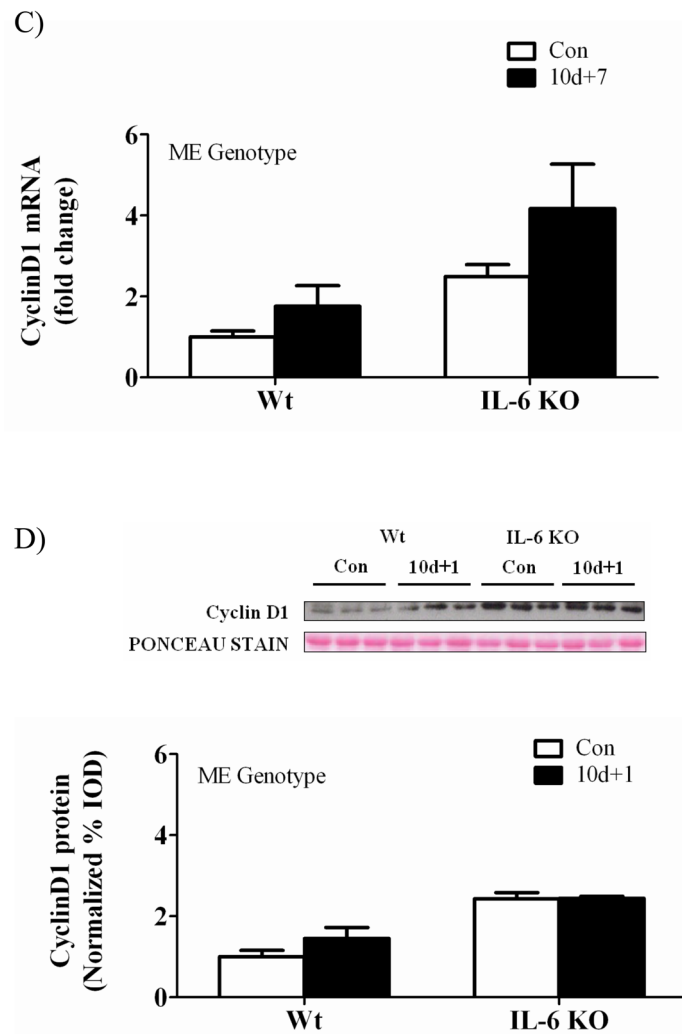 C)
Con
10d+7
ME Genotype
CyclinD1 mRNA
(fold change)
6
4
2
0
Wt
IL-6 KO
D)
Wt
IL-6 KO
Con
10d+1
Con
10d+1
Cyclin D1
PONCEAU STAIN
Con
10d+1
ME Genotype
CyclinD1 protein
(Normalized % IOD)
6
4
2
0
Wt
IL-6 KO